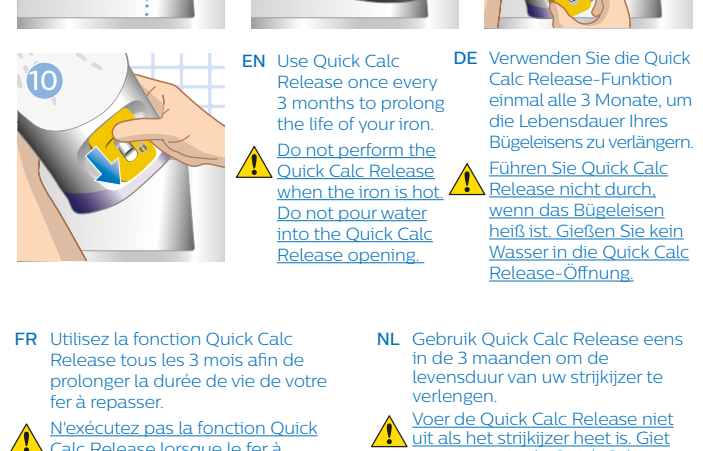 10
EN Use Quick Calc
Release once every
3 months to prolong
the life of your iron.
Do not perform the
Quick Calc Release
when the iron is hot.
Do not pour water
into the Quick Calc
Release opening.
DE Verwenden Sie die Quick
Calc Release-Funktion
einmal alle 3 Monate, um
die Lebensdauer Ihres
Bügeleisens zu verlängern.
Führen Sie Quick Calc
Release nicht durch,
wenn das Bügeleisen
heiß ist. Gießen Sie kein
Wasser in die Quick Calc
Release-Öffnung.
FR Utilisez la fonction Quick Calc
Release tous les 3 mois afin de
prolonger la durée de vie de votre
fer à repasser.
N'exécutez pas la fonction Quick
Calc Release lorsque le fer à
NL Gebruik Quick Calc Release eens
in de 3 maanden om de
levensduur van uw strijkijzer te
verlengen.
Voer de Quick Calc Release niet
uit als het strijkijzer heet is. Giet